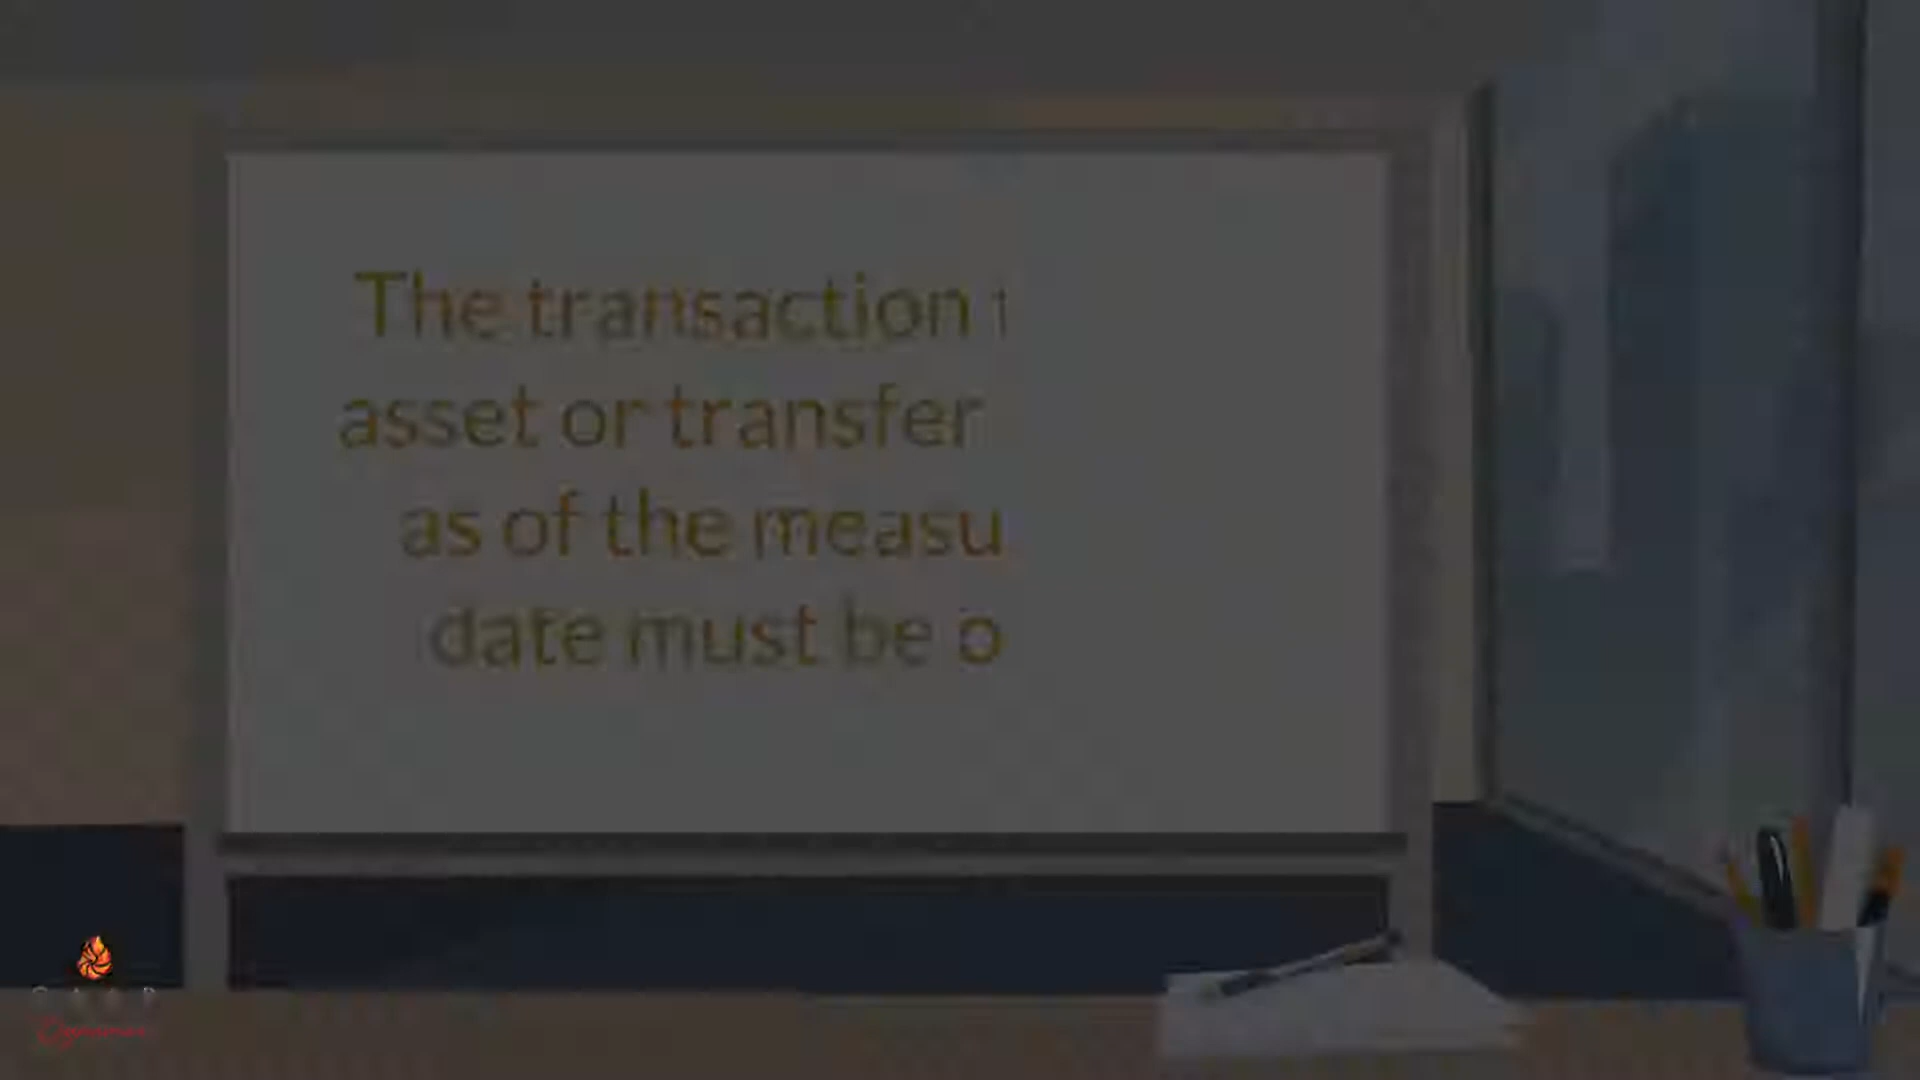 The transaction
asset or transfer
as of the measu
date must be o